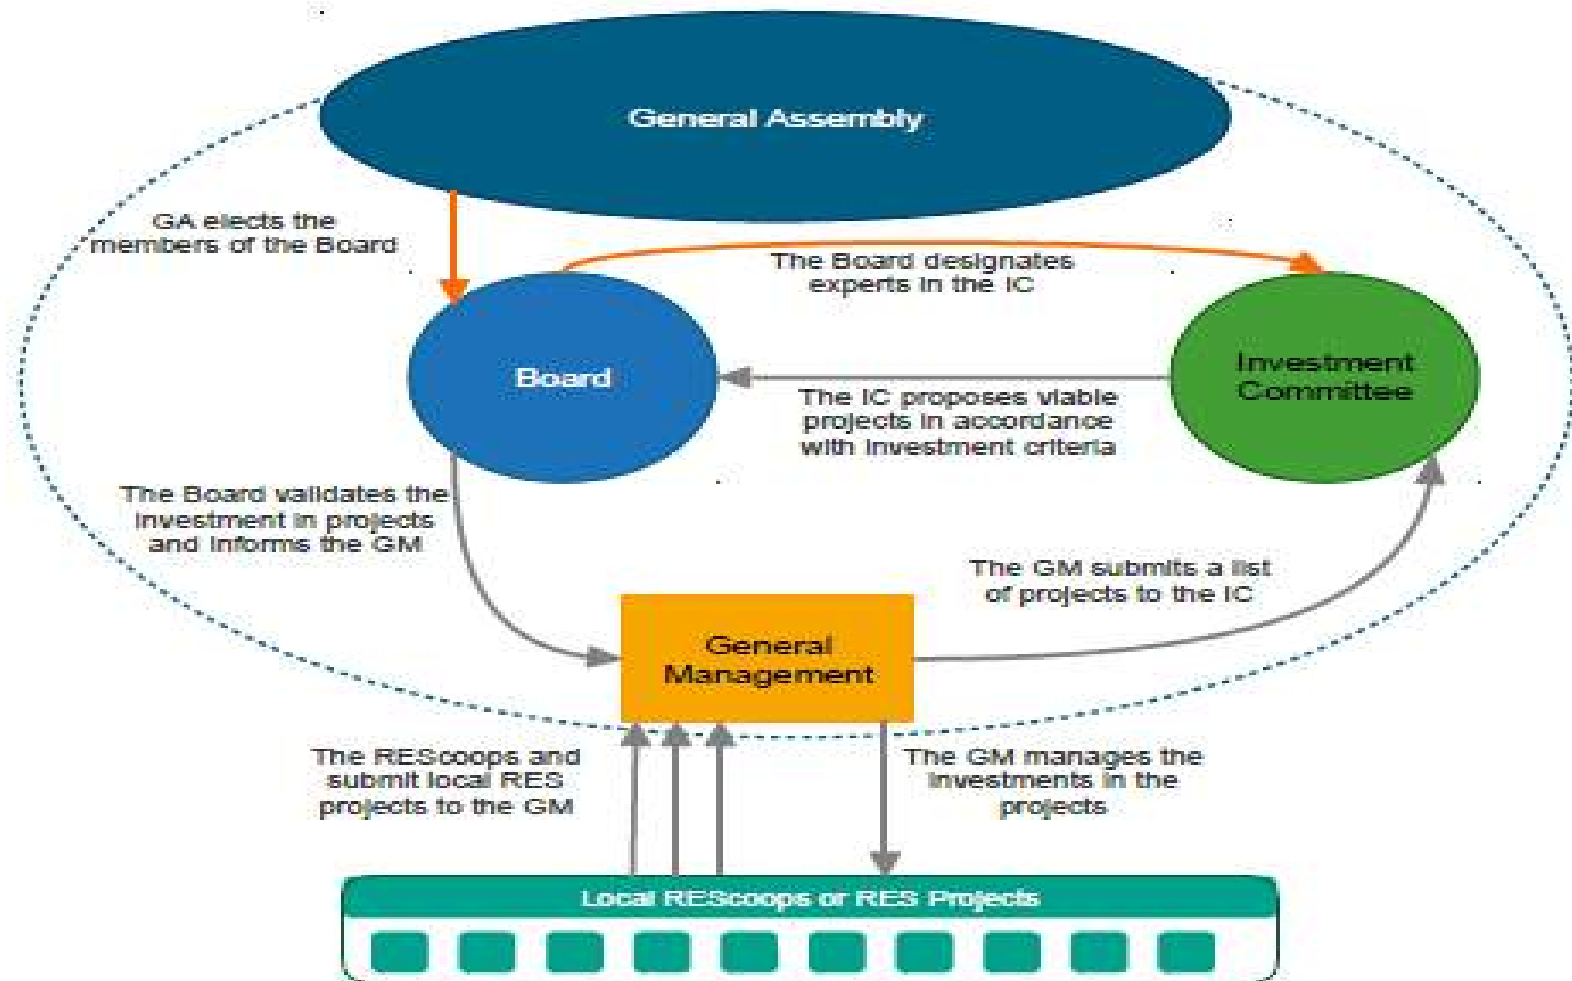 General Assembly
GA elects the
members of the Board
The Board designates
experts in the IC
Board
Investment
Committee
The IC proposes viable
projects in accordance
with investment criteria
The Board validates the
investment in projects
and informs the GM
The GM submits a list
of projects to the IC
General
Management
The REScoops and
submit local RES
projects to the GM
The GM manages the
investments in the
projects
Local REScoops or RES Projects